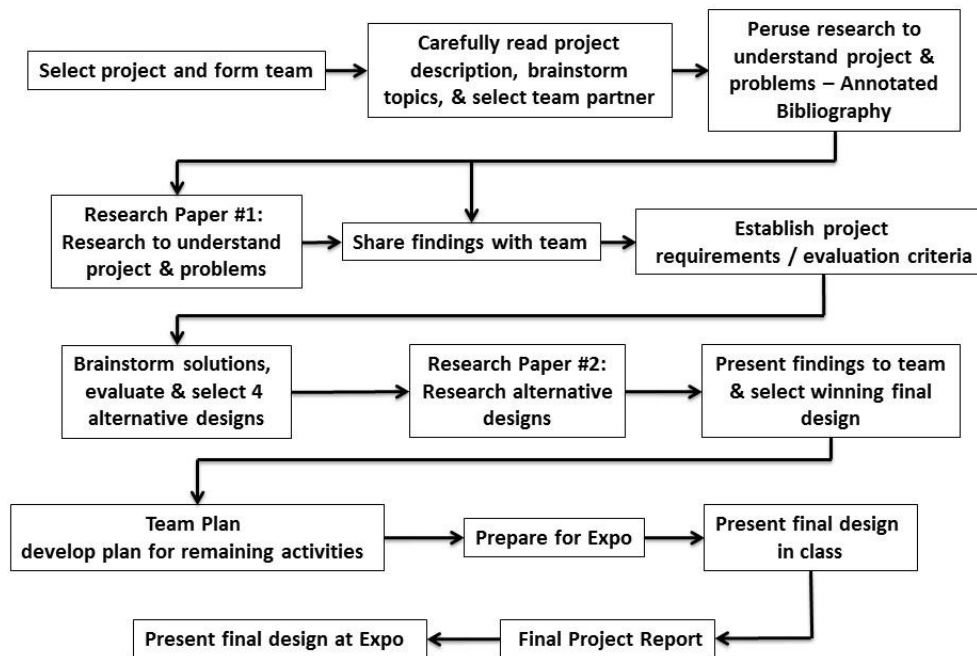 Select project and form team
Carefully read project
description, brainstorm
topics, & select team partner
Peruse research to
understand project &
problems – Annotated
Bibliography
Research Paper #1:
Research to understand
project & problems
Share findings with team
Establish project
requirements / evaluation criteria
Brainstorm solutions,
evaluate & select 4
alternative designs
Research Paper #2:
Research alternative
designs
Present findings to team
& select winning final
design
Team Plan
develop plan for remaining activities
Prepare for Expo
Present final design
in class
Present final design at Expo
Final Project Report